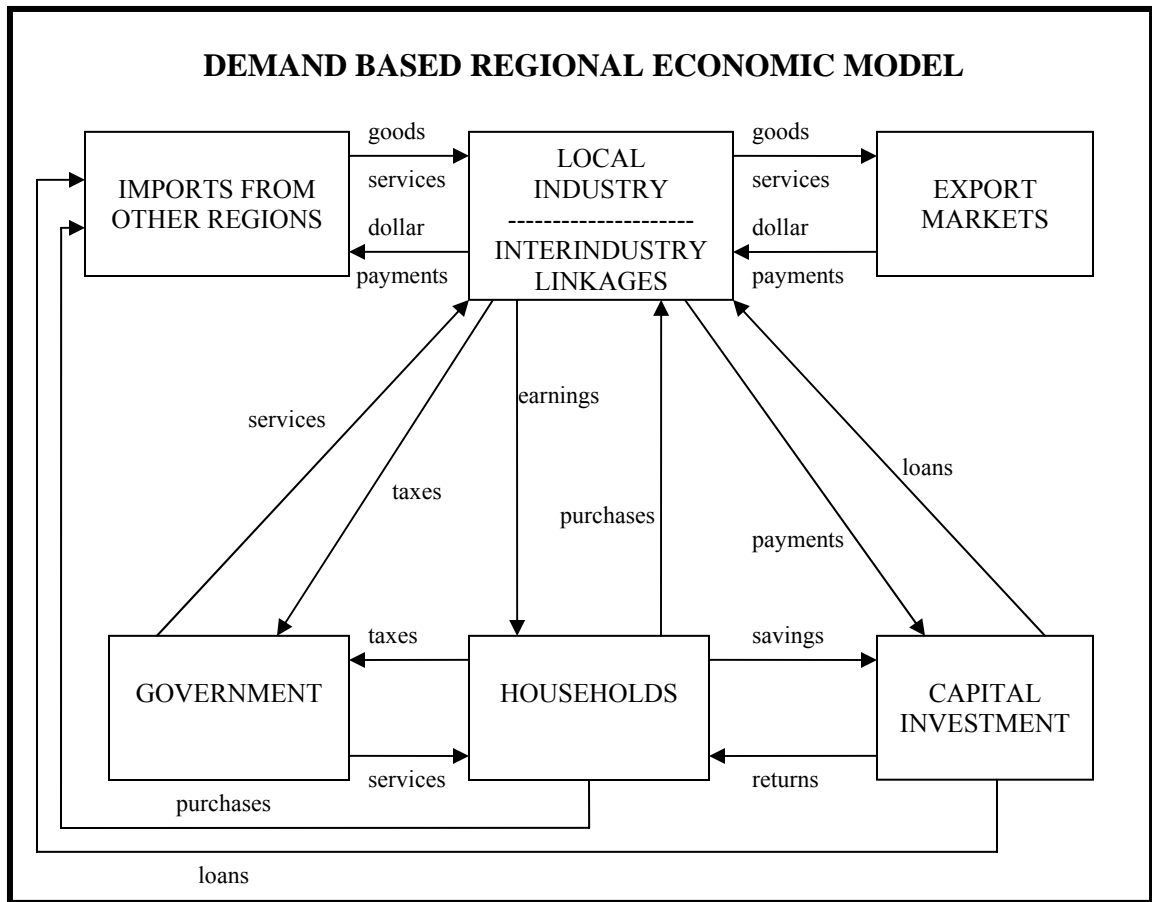 DEMAND BASED REGIONAL ECONOMIC MODEL
IMPORTS FROM
OTHER REGIONS
goods
services
dollar
payments
LOCAL
INDUSTRY
---------------------
INTERINDUSTRY
LINKAGES
goods
services
dollar
payments
EXPORT
MARKETS
services
taxes
earnings
purchases
payments
loans
GOVERNMENT
taxes
services
HOUSEHOLDS
savings
returns
CAPITAL
INVESTMENT
purchases
loans